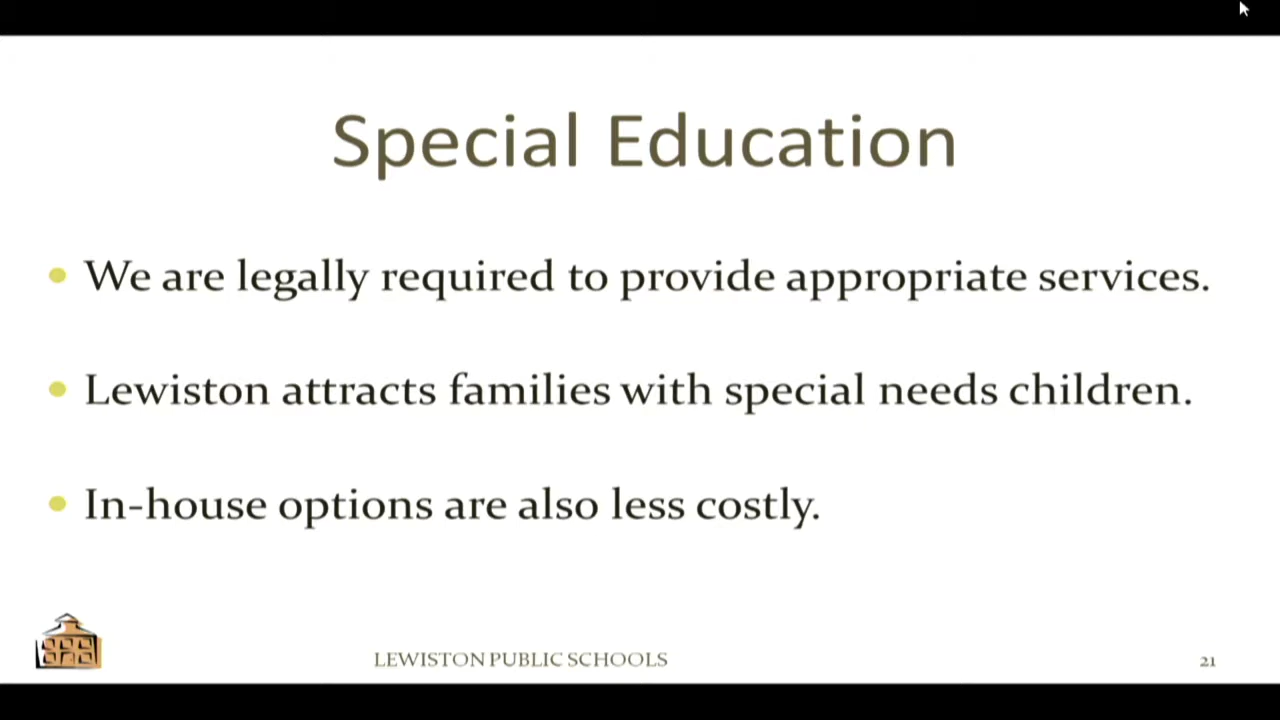 Special Education
We are legally required to provide appropriate services.
Lewiston attracts families with special needs children.
In-house options are also less costly.
LEWISTON PUBLIC SCHOOLS
21